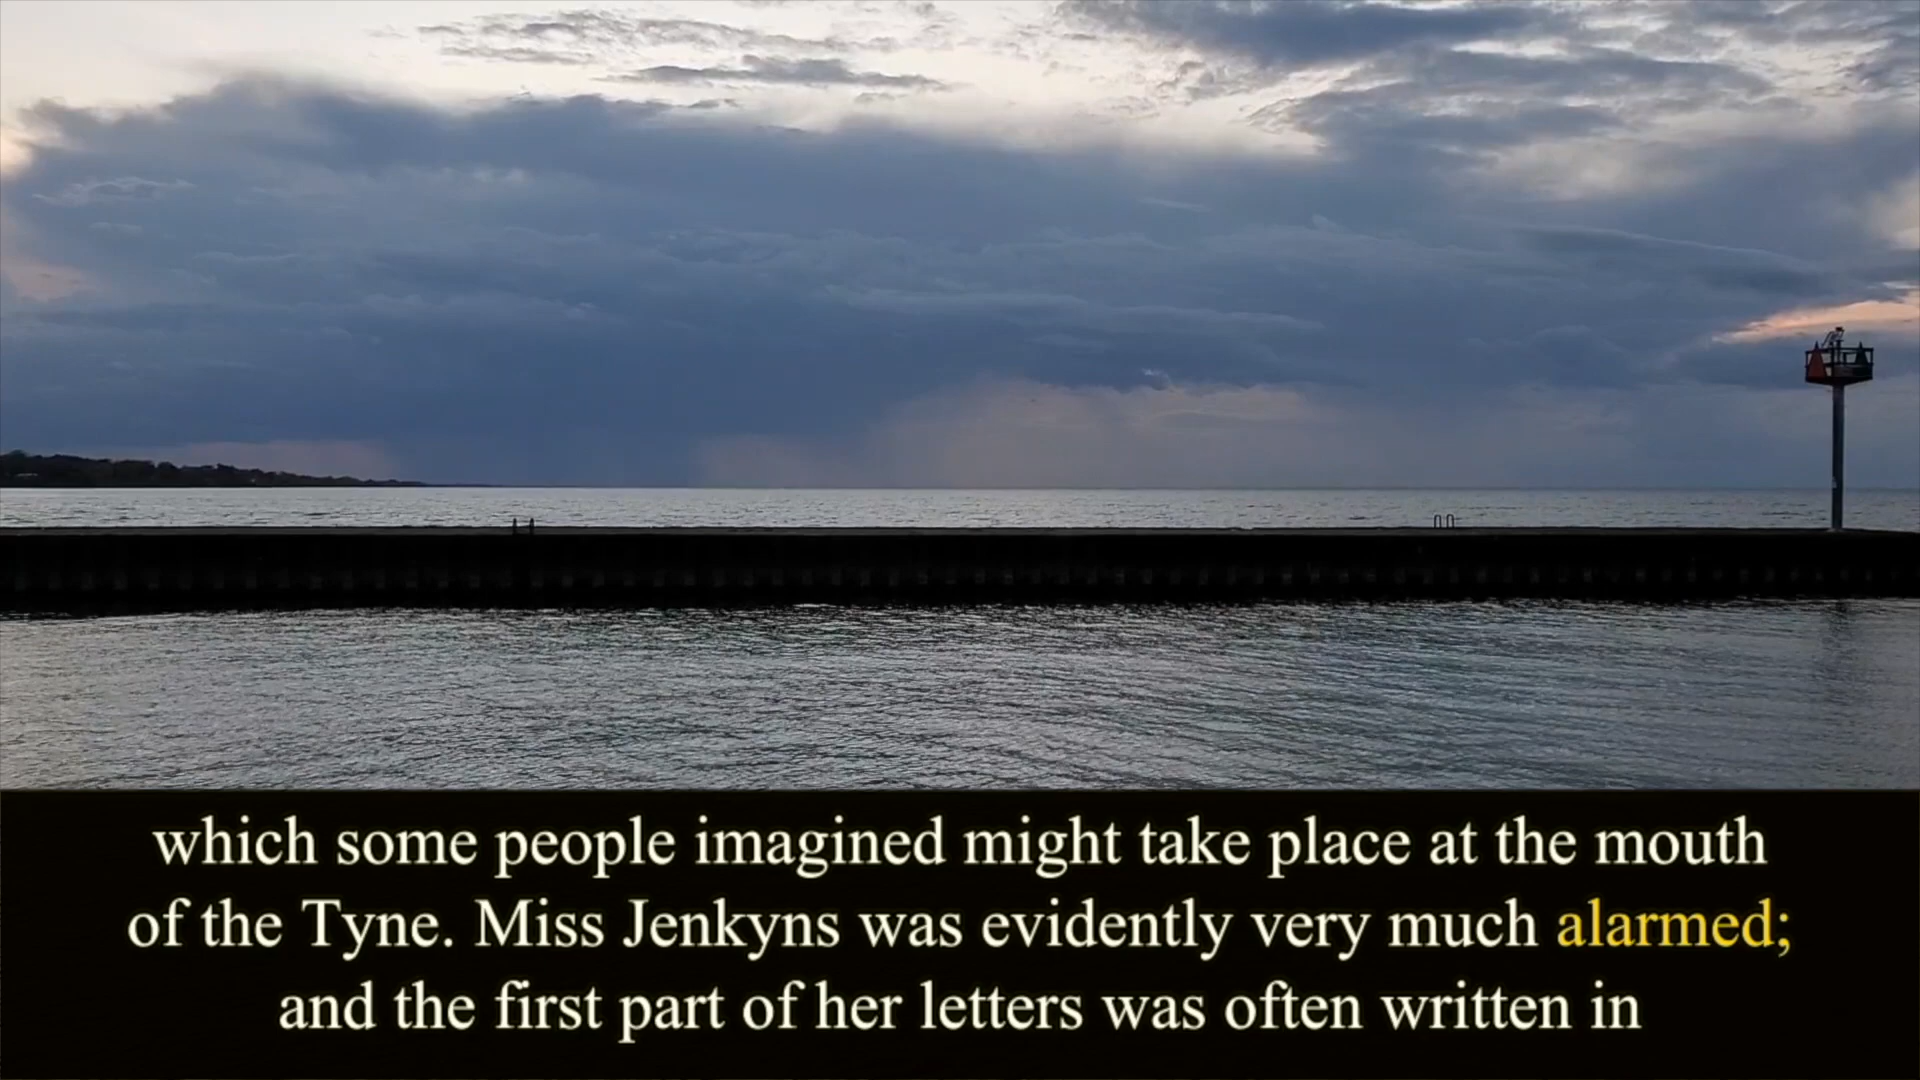 which some people imagined might take place at the mouth
of the Tyne. Miss Jenkyns was evidently very much alarmed;
and the first part of her letters was often written in